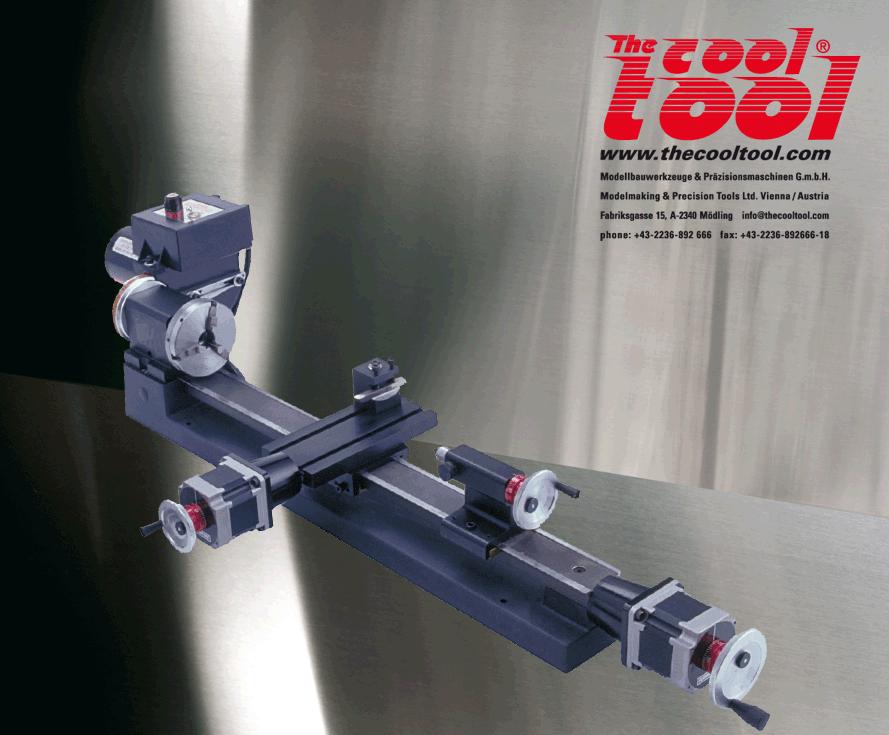 The cool ®
tool
www.thecooltool.com
Modellbauwerkzeuge & Präzisionsmaschinen G.m.b.H.
Modelmaking & Precision Tools Ltd. Vienna / Austria
Fabriksgasse 15, A-2340 Mödling info@thecooltool.com
phone: +43-2236-892 666 fax: +43-2236-892666-18